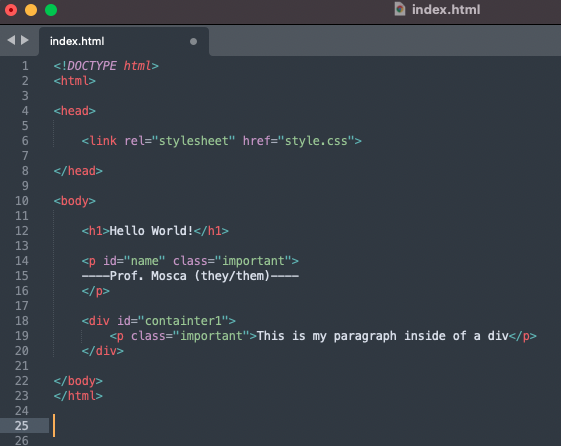 index.html
index.html
1 <!DOCTYPE html>
2 <html>
3
4 <head>
5
6 <link rel="stylesheet" href="style.css">
7
8 </head>
9
10 <body>
11
12 <h1>Hello World!</h1>
13
14 <p id="name" class="important">
15 ----Prof. Mosca (they/them)----
16 </p>
17
18 <div id="containter1">
19 <p class="important">This is my paragraph inside of a div</p>
20 </div>
21
22 </body>
23 </html>
24
25
26